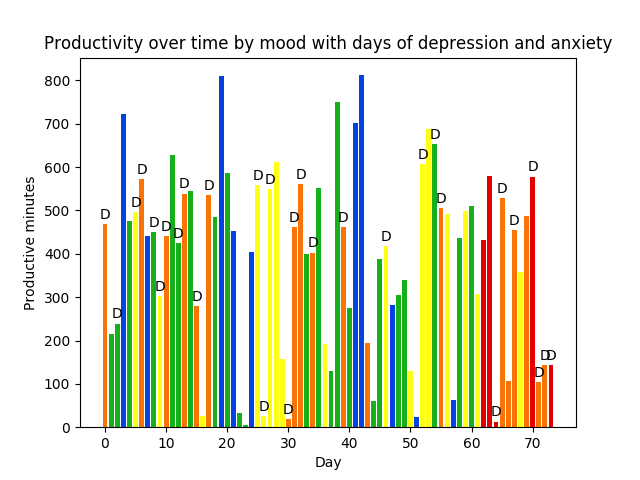 Productivity over time by mood with days of depression and anxiety
Productive minutes
800
700
600
500
400
300
200
100
0
D D D D D D D D D D D D D D D D D D D D D D D D D D D D D D
0 10 20 30 40 50 60 70
Day